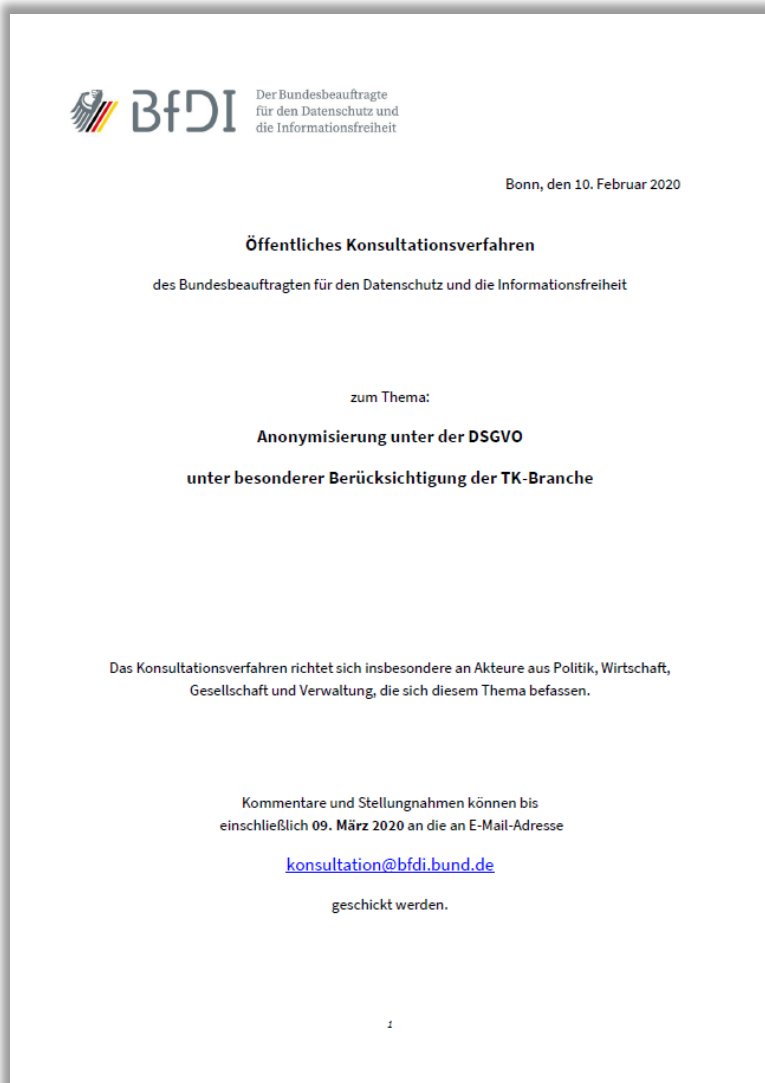 BfDI
Der Bundesbeauftragte
für den Datenschutz und
die Informationsfreiheit
Bonn, den 10. Februar 2020
Öffentliches Konsultationsverfahren
des Bundesbeauftragten für den Datenschutz und die Informationsfreiheit
zum Thema:
Anonymisierung unter der DSGVO
unter besonderer Berücksichtigung der TK-Branche
Das Konsultationsverfahren richtet sich insbesondere an Akteure aus Politik, Wirtschaft,
Gesellschaft und Verwaltung, die sich diesem Thema befassen.
Kommentare und Stellungnahmen können bis
einschließlich 09. März 2020 an die an E-Mail-Adresse
konsultation@bfdi.bund.de
geschickt werden.
1